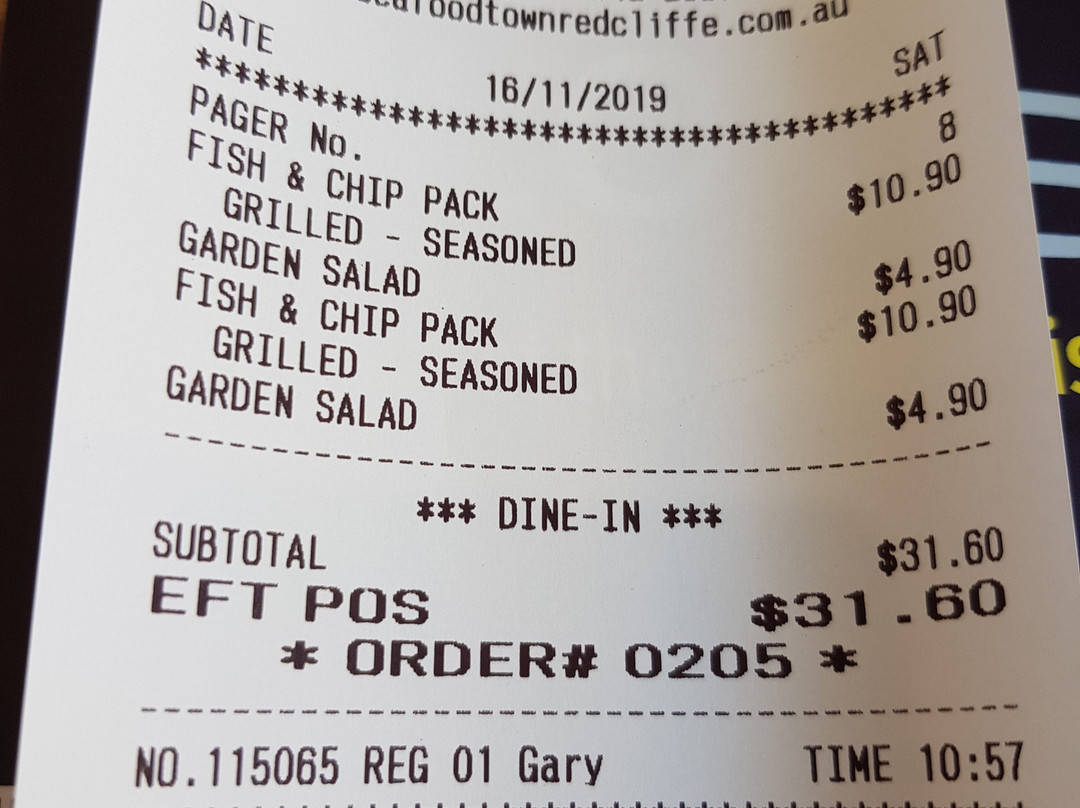 foodtownredcliffe.com.au
DATE 16/11/2019 SAT
****************************************
PAGER No. 8
FISH & CHIP PACK $10.90
GRILLED - SEASONED
GARDEN SALAD $4.90
FISH & CHIP PACK $10.90
GRILLED - SEASONED
GARDEN SALAD $4.90
*** DINE-IN ***
SUBTOTAL $31.60
EFT POS $31.60
* ORDER# 0205 *
NO.115065 REG 01 Gary TIME 10:57